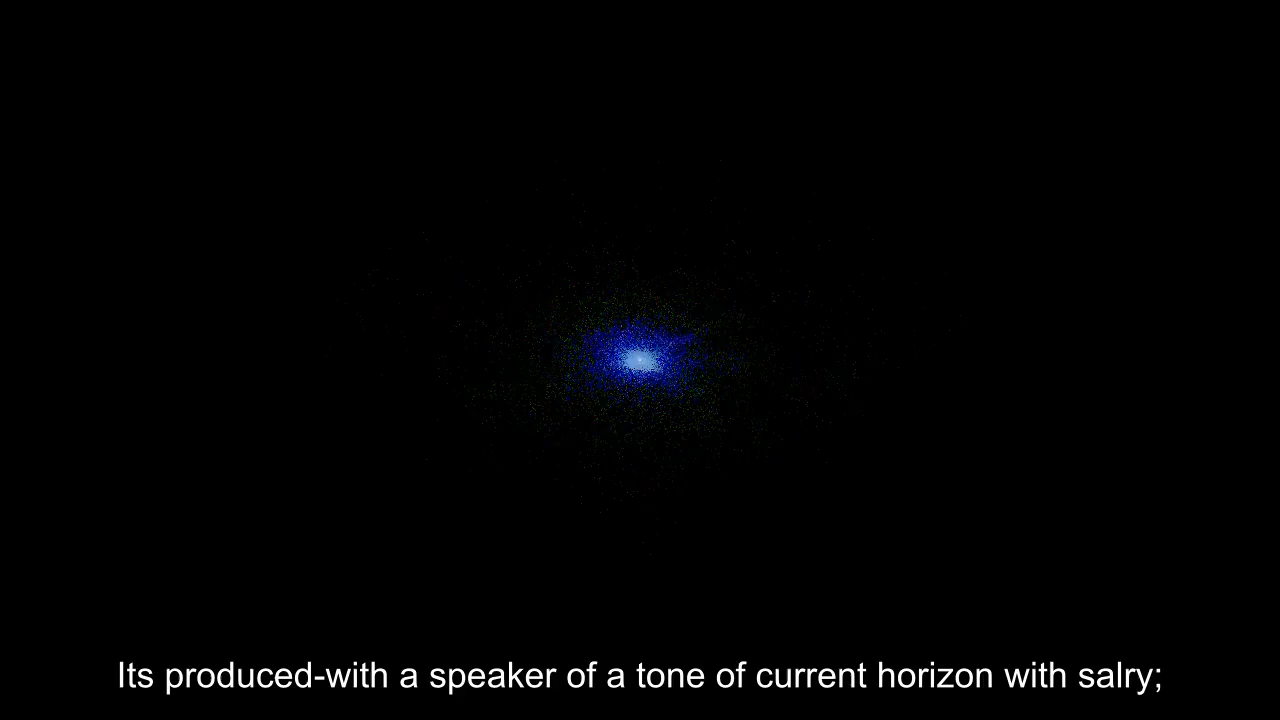 Its produced-with a speaker of a tone of current horizon with salry;